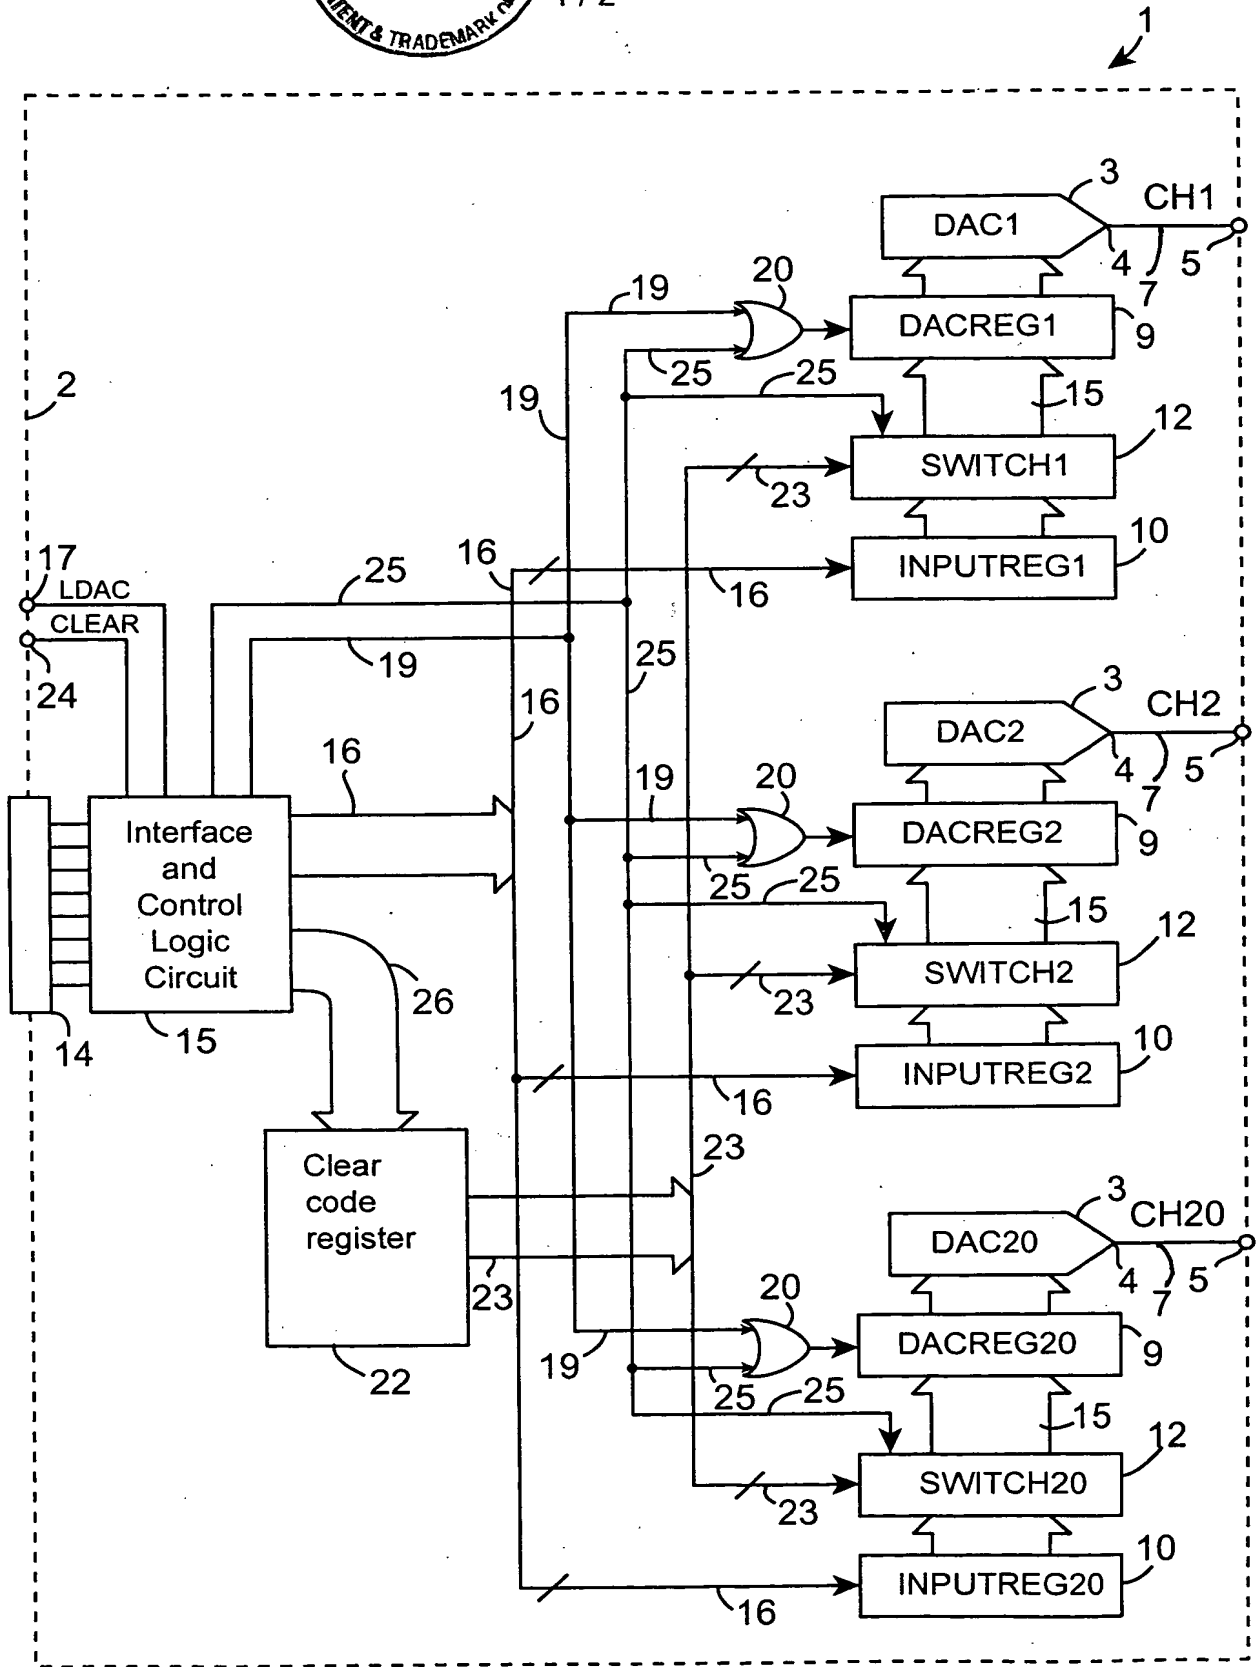 ENT & TRADEMARK
1 / 2
1
3
CH1
DAC1
4
7
5
20
19
DACREG1
9
25
25
15
2
19
12
SWITCH1
23
10
16
INPUTREG1
17
25
16
LDAC
CLEAR
24
19
25
3
CH2
16
DAC2
4
7
5
16
19
20
DACREG2
9
25
25
Interface
and
Control
Logic
Circuit
15
12
SWITCH2
26
23
14
15
10
INPUTREG2
16
23
Clear
code
register
3
CH20
DAC20
4
7
5
23
20
DACREG20
9
19
22
25
25
15
12
SWITCH20
23
10
INPUTREG20
16